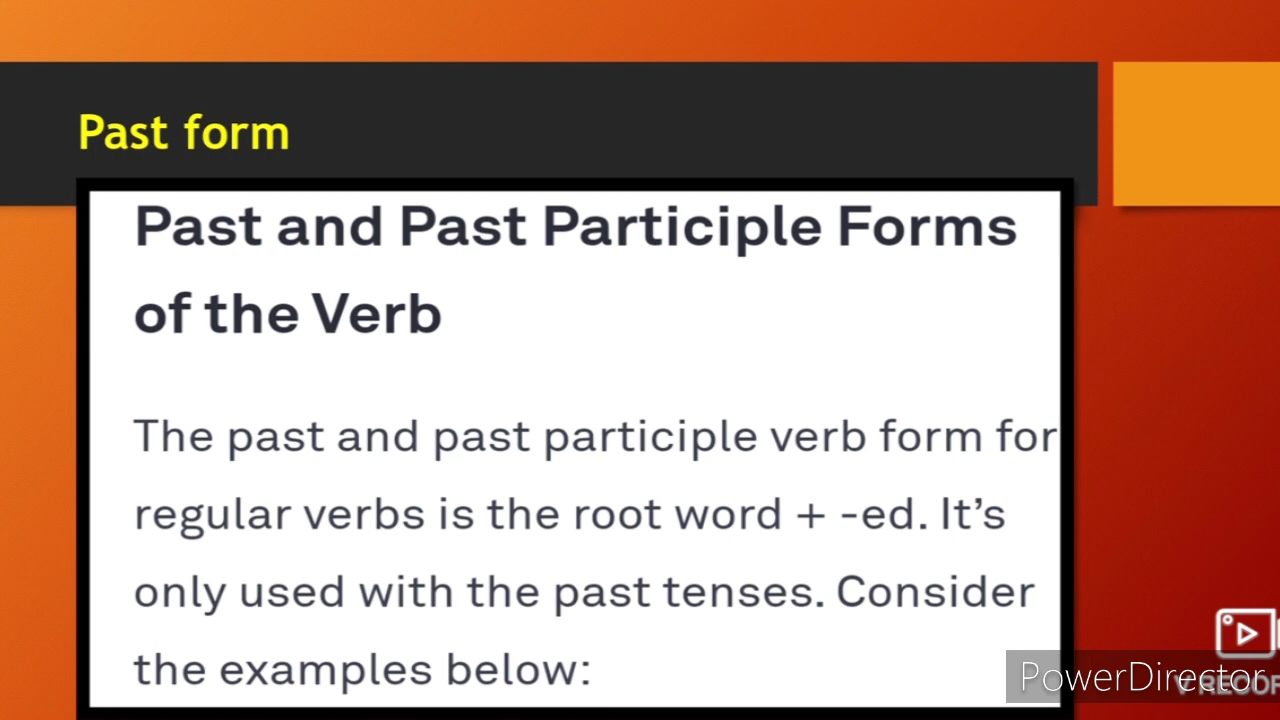 Past form
Past and Past Participle Forms
of the Verb
The past and past participle verb form for
regular verbs is the root word + -ed. It’s
only used with the past tenses. Consider
the examples below:
PowerDirector